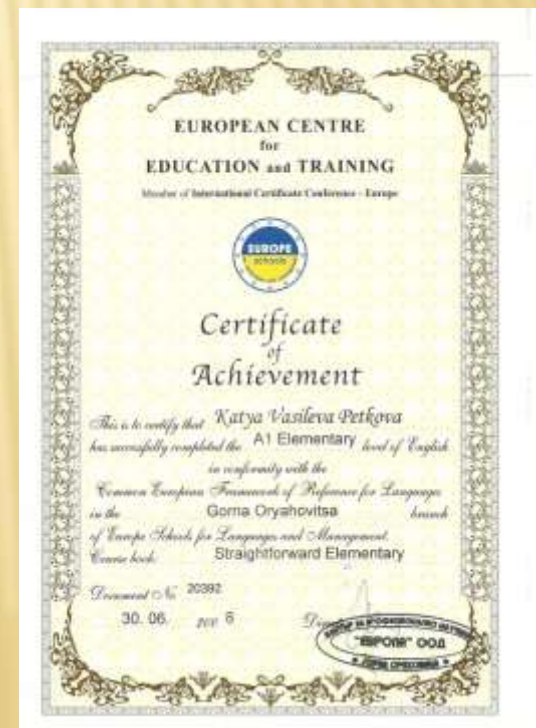 EUROPEAN CENTRE
for
EDUCATION and TRAINING
Member of International Certificate Conference - Europe
EUROPE
schools
Certificate
of
Achievement
This is to certify that Katya Vasileva Petkova
has successfully completed the A1 Elementary level of English
in conformity with the
Common European Framework of Reference for Languages
in the Gorna Oryahovitsa branch
of Europe Schools for Languages and Management.
Course book: Straightforward Elementary
Document No 20392
30. 06. 200 6
"ЕВРОПА" ООД